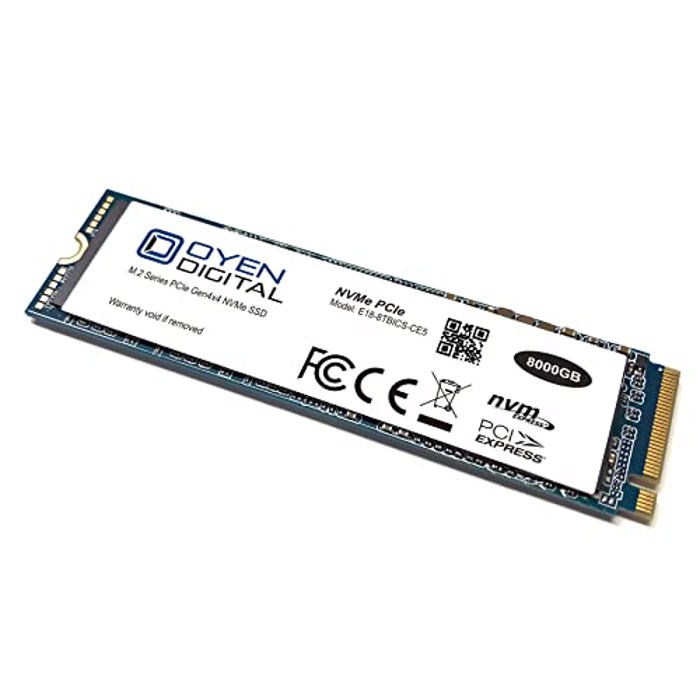 OYEN
DIGITAL
M.2 Series PCIe Gen4x4 NVMe SSD
Warranty void if removed
NVMe PCIe
Model: E18-8TBICS-CE5
8000GB
FC CE
nvm
EXPRESS
PCI
EXPRESS